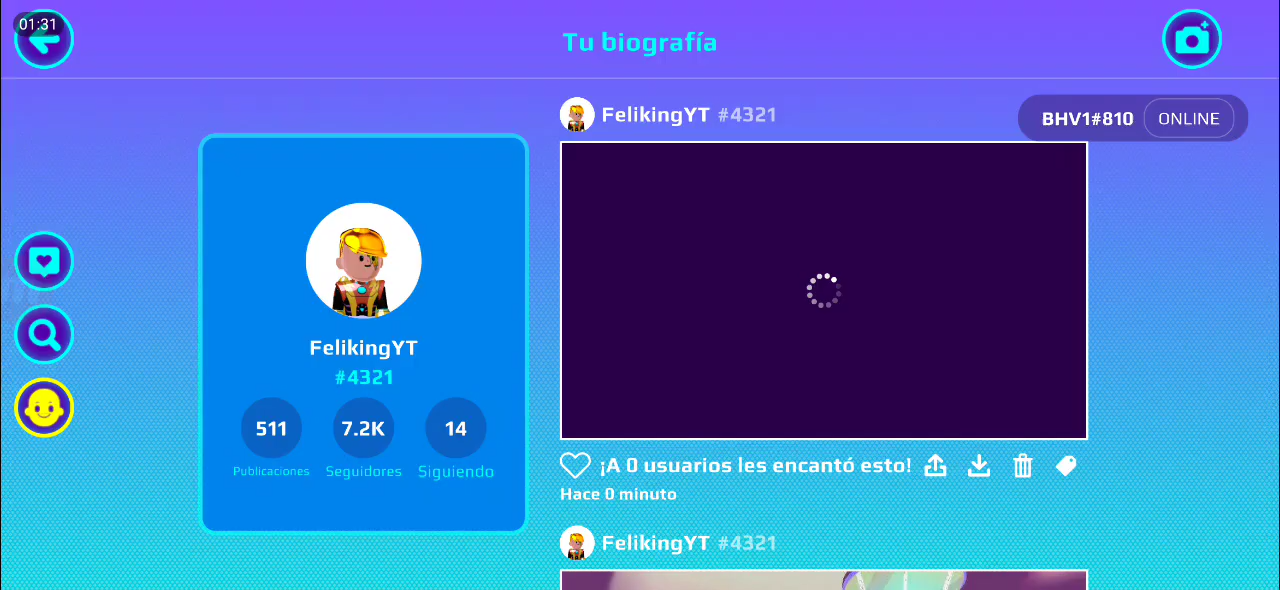 01:31
Tu biografía
FelikingYT #4321
BHV1#810 ONLINE
FelikingYT
#4321
511 7.2K 14
Publicaciones Seguidores Siguiendo
¡A 0 usuarios les encantó esto!
Hace 0 minuto
FelikingYT #4321